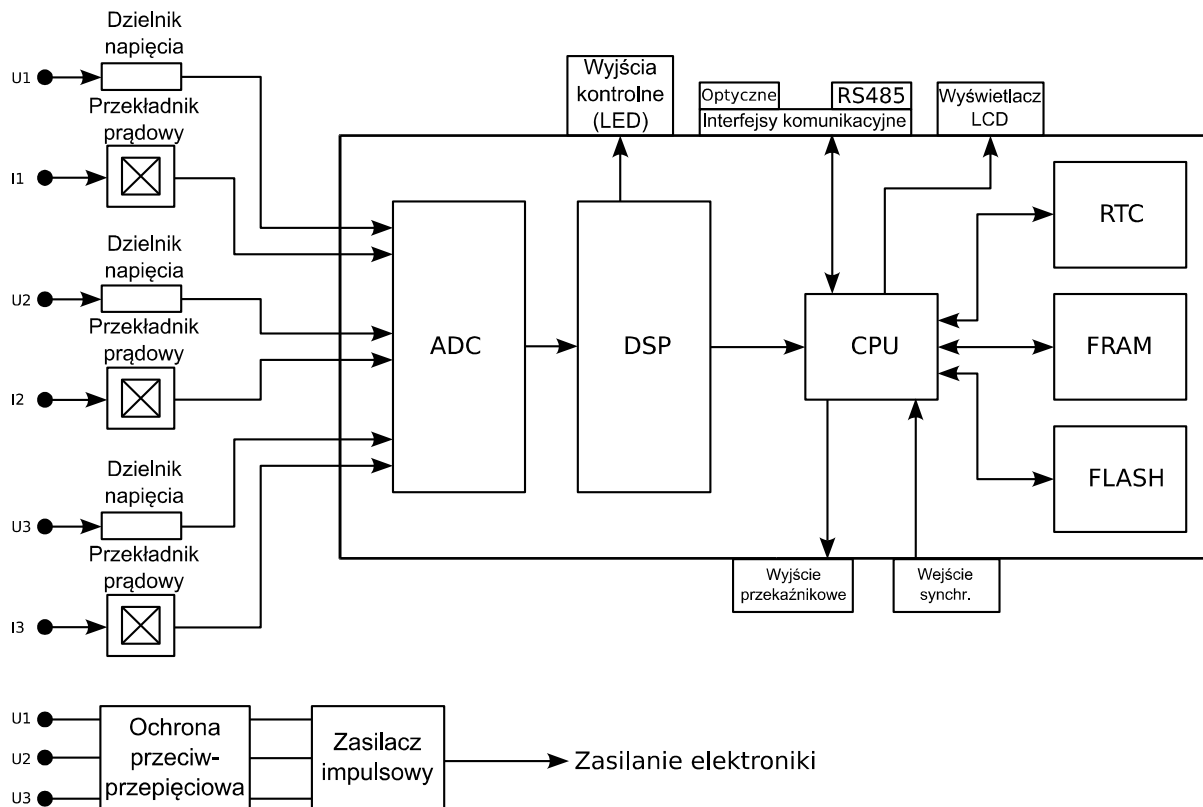 Dzielnik
napięcia
U1
Przekładnik
prądowy
I1
Dzielnik
napięcia
U2
Przekładnik
prądowy
I2
Dzielnik
napięcia
U3
Przekładnik
prądowy
I3
Wyjścia
kontrolne
(LED)
Optyczne
RS485
Interfejsy komunikacyjne
Wyświetlacz
LCD
ADC
DSP
CPU
RTC
FRAM
FLASH
Wyjście
przekaźnikowe
Wejście
synchr.
U1
U2
U3
Ochrona
przeciw-
przepięciowa
Zasilacz
impulsowy
Zasilanie elektroniki